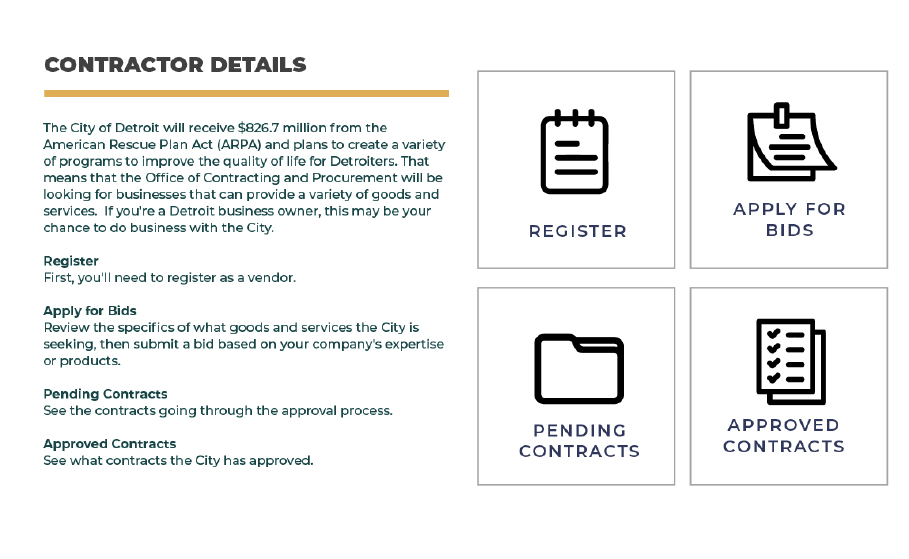 CONTRACTOR DETAILS
The City of Detroit will receive $826.7 million from the
American Rescue Plan Act (ARPA) and plans to create a variety
of programs to improve the quality of life for Detroiters. That
means that the Office of Contracting and Procurement will be
looking for businesses that can provide a variety of goods and
services.  If you're a Detroit business owner, this may be your
chance to do business with the City.
Register
First, you'll need to register as a vendor.
Apply for Bids
Review the specifics of what goods and services the City is
seeking, then submit a bid based on your company's expertise
or products.
Pending Contracts
See the contracts going through the approval process.
Approved Contracts
See what contracts the City has approved.
REGISTER
APPLY FOR
BIDS
PENDING
CONTRACTS
APPROVED
CONTRACTS